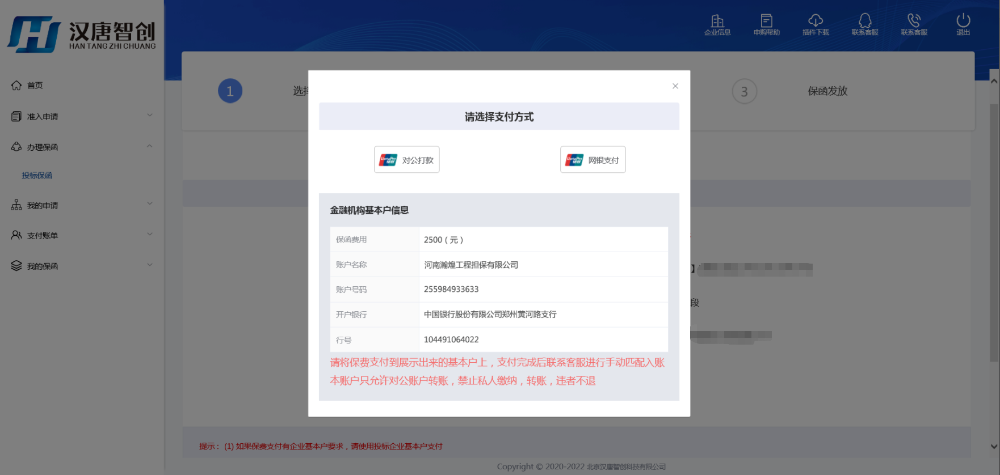 汉唐智创
HAN TANG ZHI CHUANG
企业信息
申购帮助
插件下载
联系客服
联系客服
退出
首页
准入申请
办理保函
投标保函
我的申请
支付账单
我的保函
1
选择
3
保函发放
×
请选择支付方式
对公打款
网银支付
金融机构基本户信息
保函费用 2500（元）
账户名称 河南瀚煌工程担保有限公司
账户号码 255984933633
开户银行 中国银行股份有限公司郑州黄河路支行
行号 104491064022
请将保费支付到展示出来的基本户上，支付完成后联系客服进行手动匹配入账
本账户只允许对公账户转账，禁止私人缴纳，转账，违者不退
】
段
提示： (1) 如果保费支付有企业基本户要求，请使用投标企业基本户支付
Copyright © 2020-2022 北京汉唐智创科技有限公司